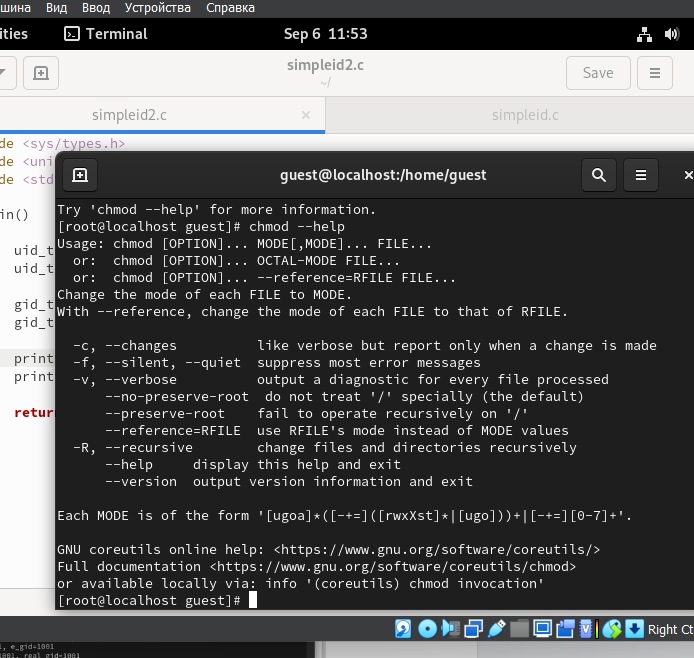 шина Вид Ввод Устройства Справка
ities Terminal Sep 6 11:53
simpleid2.c
~/
Save
simpleid2.c × simpleid.c
de <sys/types.h>
de <uni
de <std
in()
uid_t
uid_t
gid_t
gid_t
print
print
retur
guest@localhost:/home/guest
Try 'chmod --help' for more information.
[root@localhost guest]# chmod --help
Usage: chmod [OPTION]... MODE[,MODE]... FILE...
or: chmod [OPTION]... OCTAL-MODE FILE...
or: chmod [OPTION]... --reference=RFILE FILE...
Change the mode of each FILE to MODE.
With --reference, change the mode of each FILE to that of RFILE.
-c, --changes like verbose but report only when a change is made
-f, --silent, --quiet suppress most error messages
-v, --verbose output a diagnostic for every file processed
--no-preserve-root do not treat '/' specially (the default)
--preserve-root fail to operate recursively on '/'
--reference=RFILE use RFILE's mode instead of MODE values
-R, --recursive change files and directories recursively
--help display this help and exit
--version output version information and exit
Each MODE is of the form '[ugoa]*([-+=]([rwxXst]*|[ugo]))+|[-+=][0-7]+'.
GNU coreutils online help: <https://www.gnu.org/software/coreutils/>
Full documentation <https://www.gnu.org/software/coreutils/chmod>
or available locally via: info '(coreutils) chmod invocation'
[root@localhost guest]#
Right Ct
1, e_gid=1001
1001, real_gid=1001